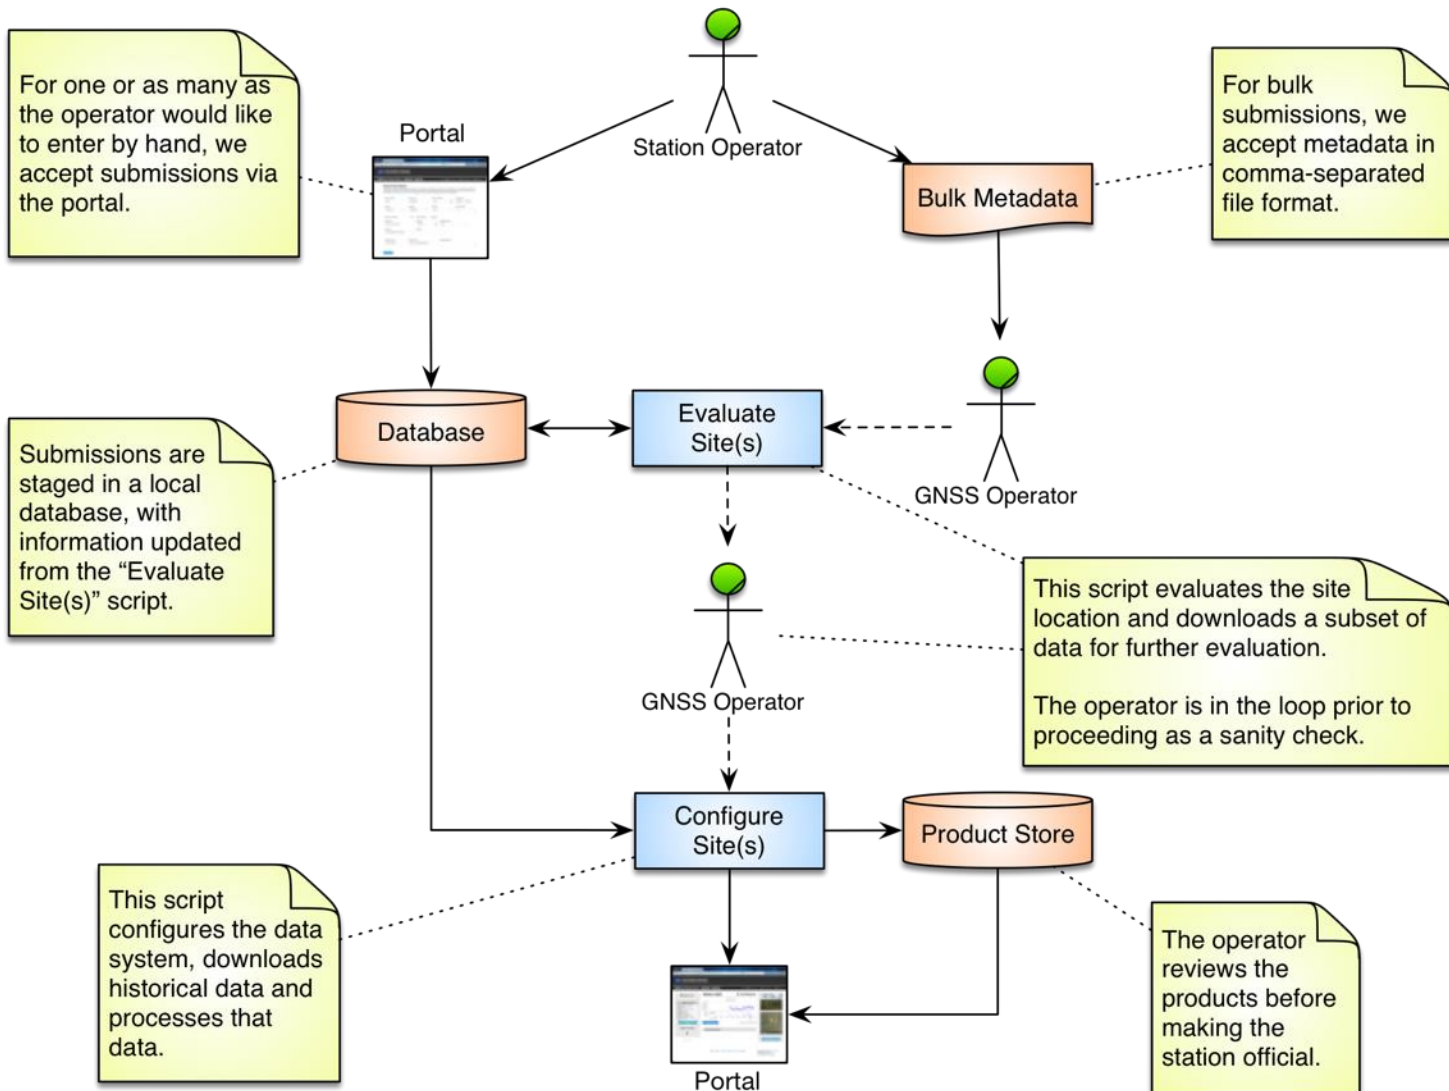 For one or as many as
the operator would like
to enter by hand, we
accept submissions via
the portal.
Portal
Station Operator
For bulk
submissions, we
accept metadata in
comma-separated
file format.
Bulk Metadata
Database
Evaluate
Site(s)
GNSS Operator
Submissions are
staged in a local
database, with
information updated
from the “Evaluate
Site(s)” script.
This script evaluates the site
location and downloads a subset of
data for further evaluation.
The operator is in the loop prior to
proceeding as a sanity check.
GNSS Operator
Configure
Site(s)
Product Store
This script
configures the data
system, downloads
historical data and
processes that
data.
The operator
reviews the
products before
making the
station official.
Portal